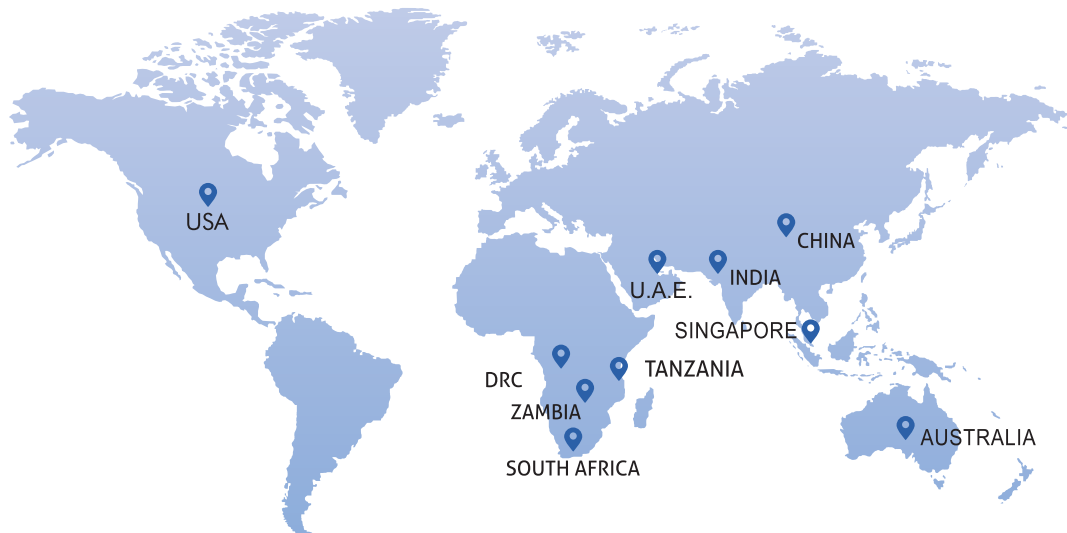 USA
CHINA
INDIA
U.A.E.
SINGAPORE
TANZANIA
DRC
ZAMBIA
AUSTRALIA
SOUTH AFRICA